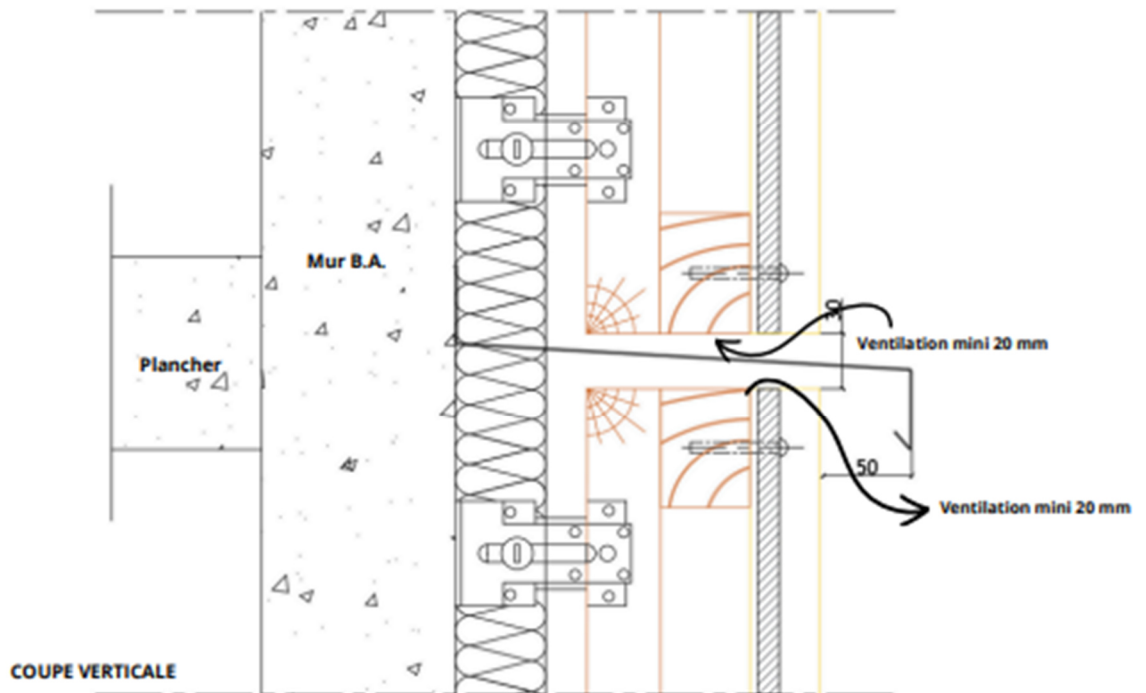 Mur B.A.
30
Ventilation mini 20 mm
Plancher
50
Ventilation mini 20 mm
COUPE VERTICALE